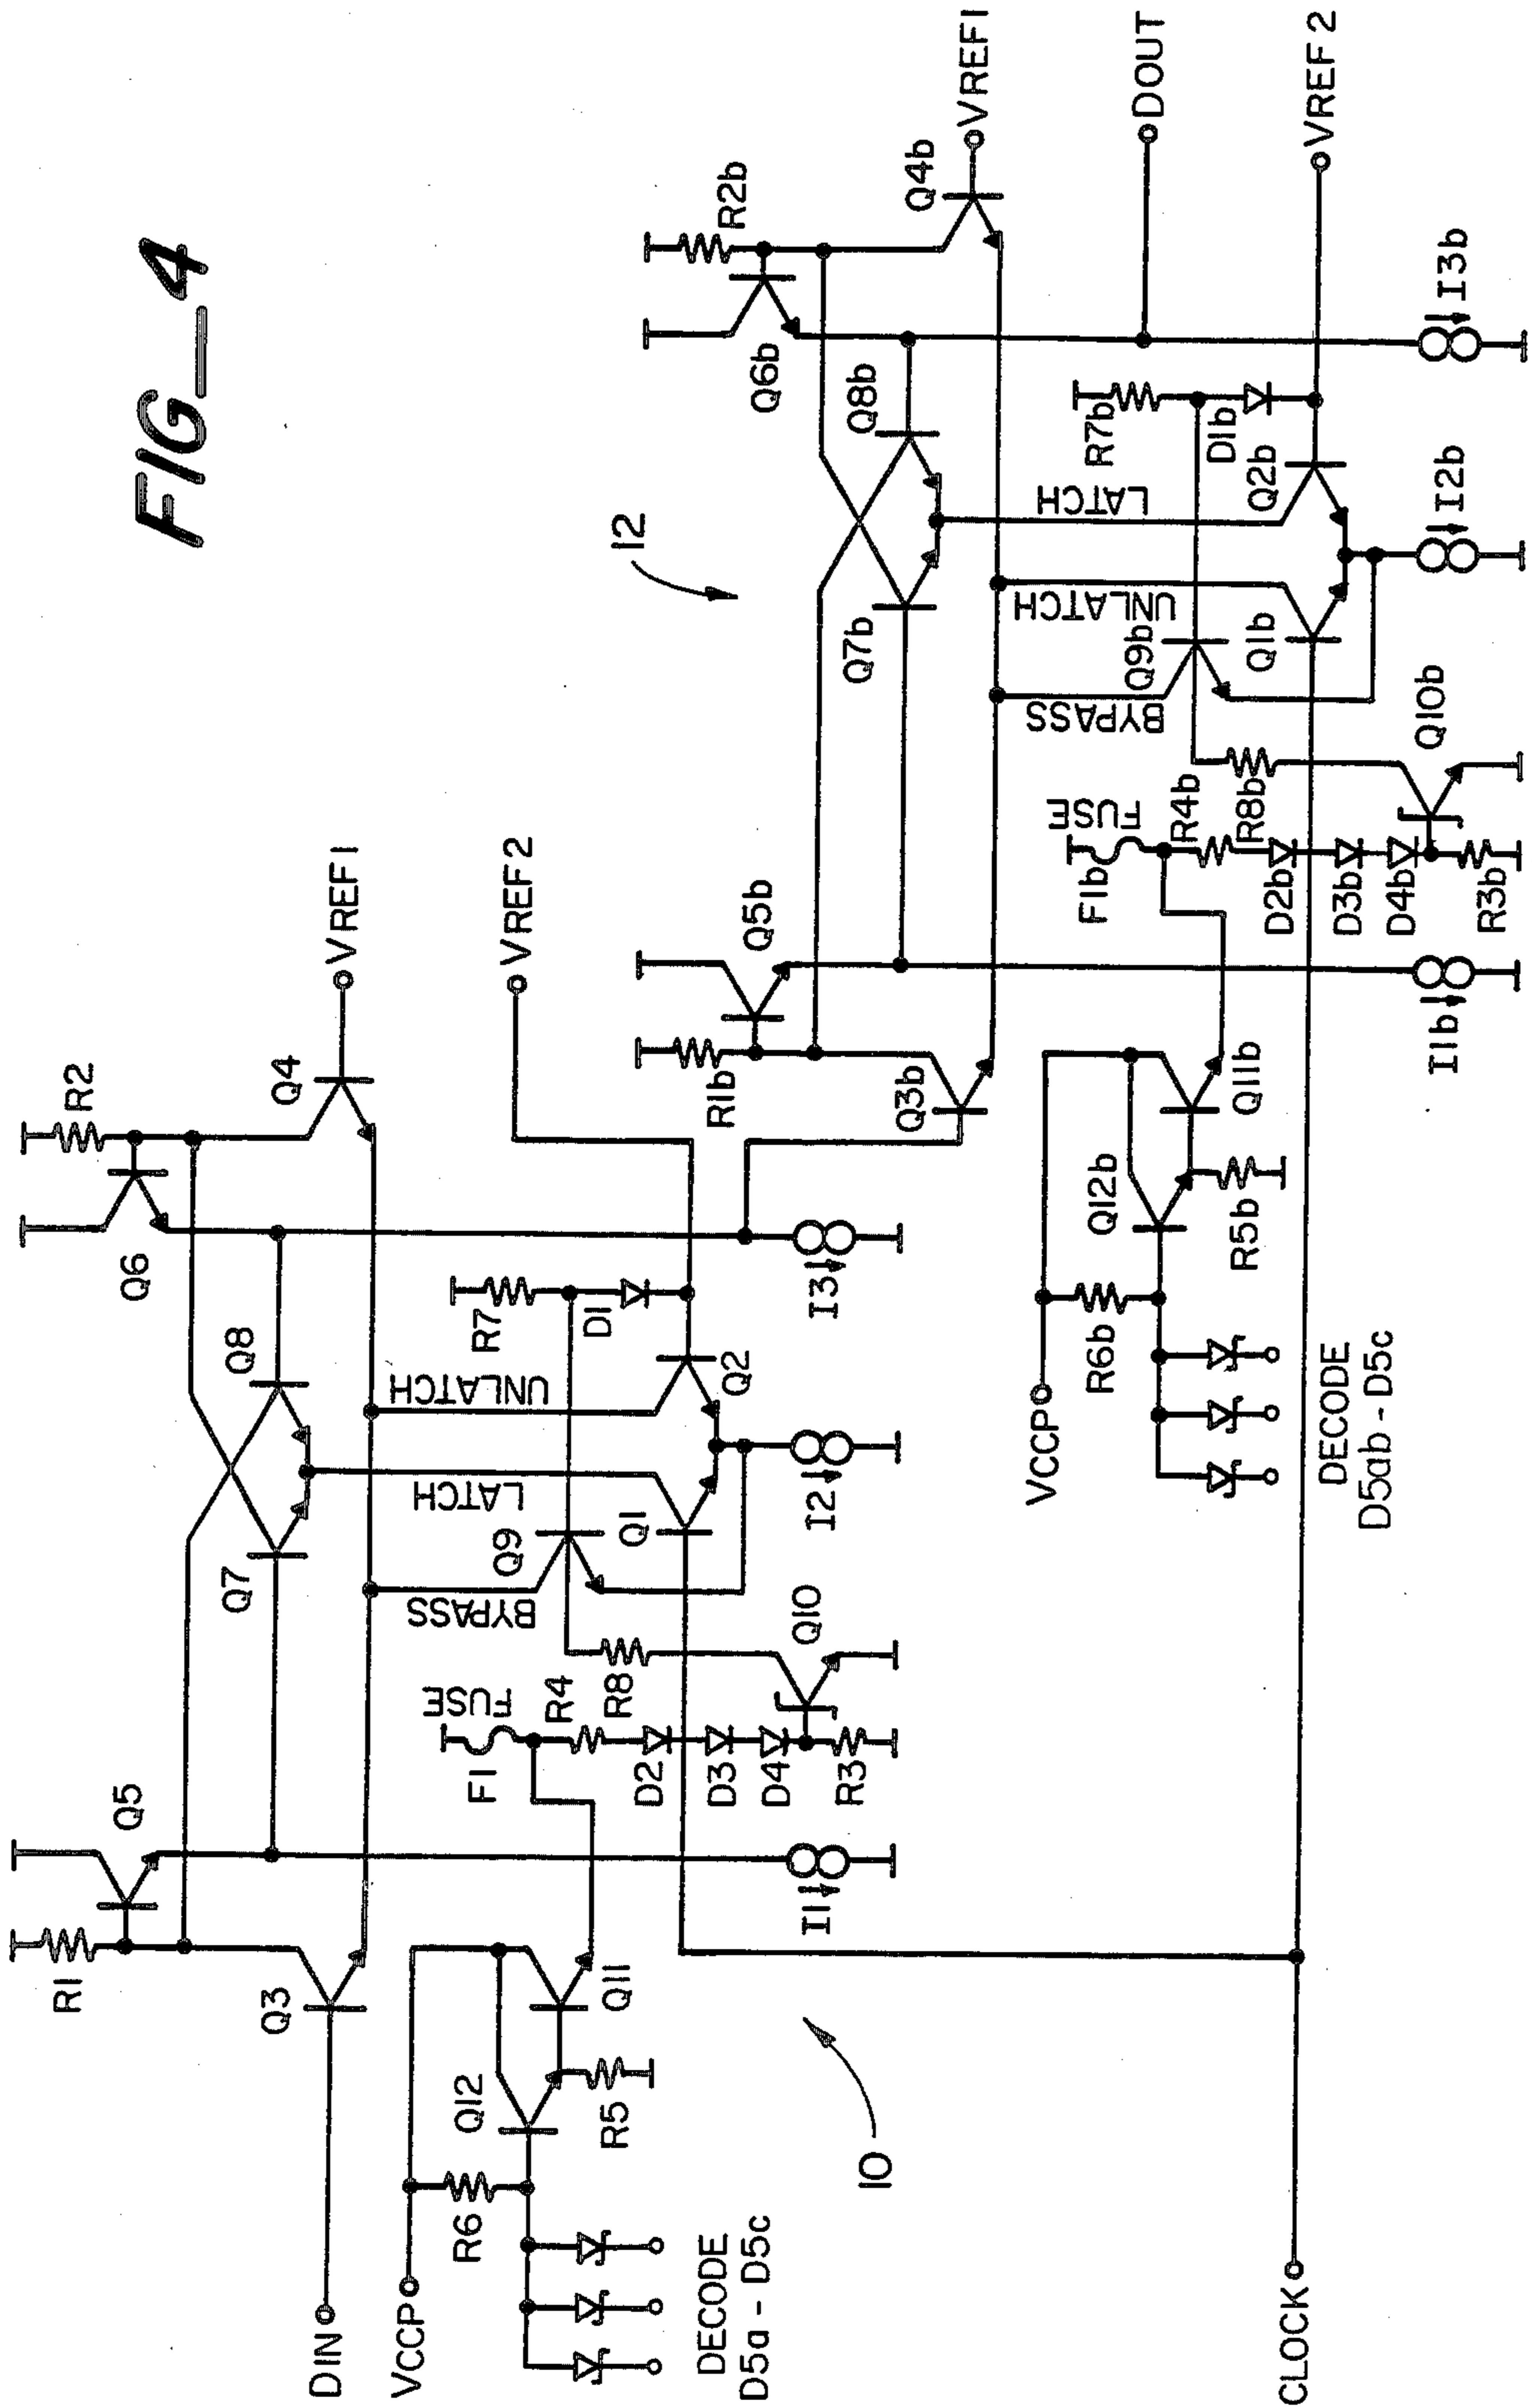 FIG_4
R1
Q5
R2
Q6
Q3
Q7
Q8
Q4
VREF1
DIN
VCCP
R6
Q12
Q11
R5
DECODE
D5a - D5c
F1
FUSE
R4
R8
D2
D3
D4
R3
Q10
BYPASS
Q9
LATCH
UNLATCH
Q1
Q2
R7
D1
VREF2
I1
I2
I3
10
12
R1b
Q5b
R2b
Q6b
Q3b
Q7b
Q8b
Q4b
VREF1
DOUT
VCCP
R6b
Q12b
Q11b
R5b
DECODE
D5ab - D5c
F1b
FUSE
R4b
R8b
D2b
D3b
D4b
R3b
Q10b
BYPASS
Q9b
UNLATCH
LATCH
Q1b
Q2b
R7b
D1b
VREF 2
I1b
I2b
I3b
CLOCK